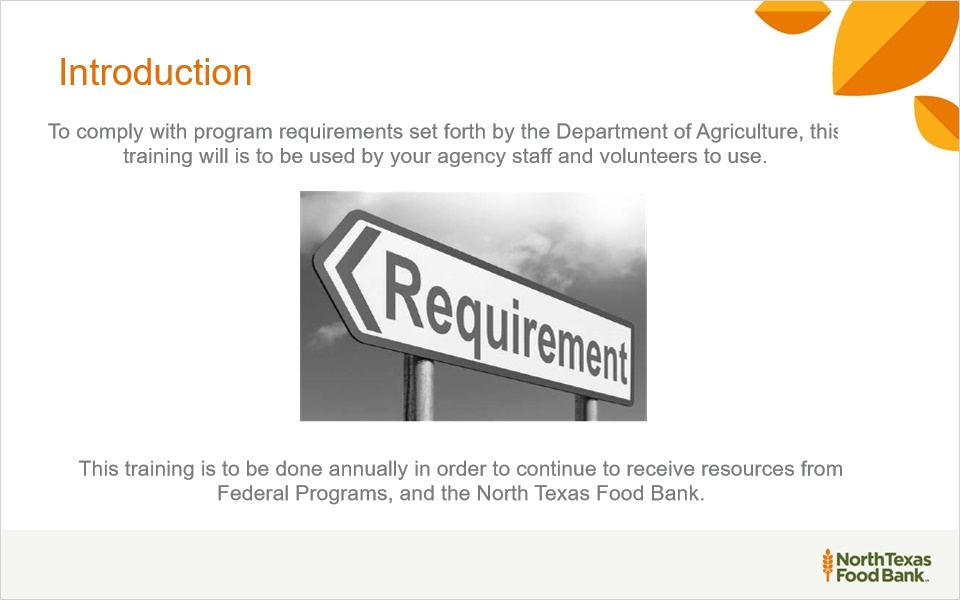 Introduction
To comply with program requirements set forth by the Department of Agriculture, this
training will is to be used by your agency staff and volunteers to use.
Requirement
This training is to be done annually in order to continue to receive resources from
Federal Programs, and the North Texas Food Bank.
NorthTexas
Food Bank